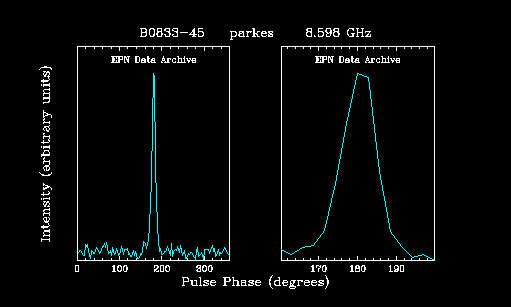 B0833-45 parkes 8.598 GHz
EPN Data Archive EPN Data Archive
Intensity (arbitrary units)
0 100 200 300 170 180 190
Pulse Phase (degrees)